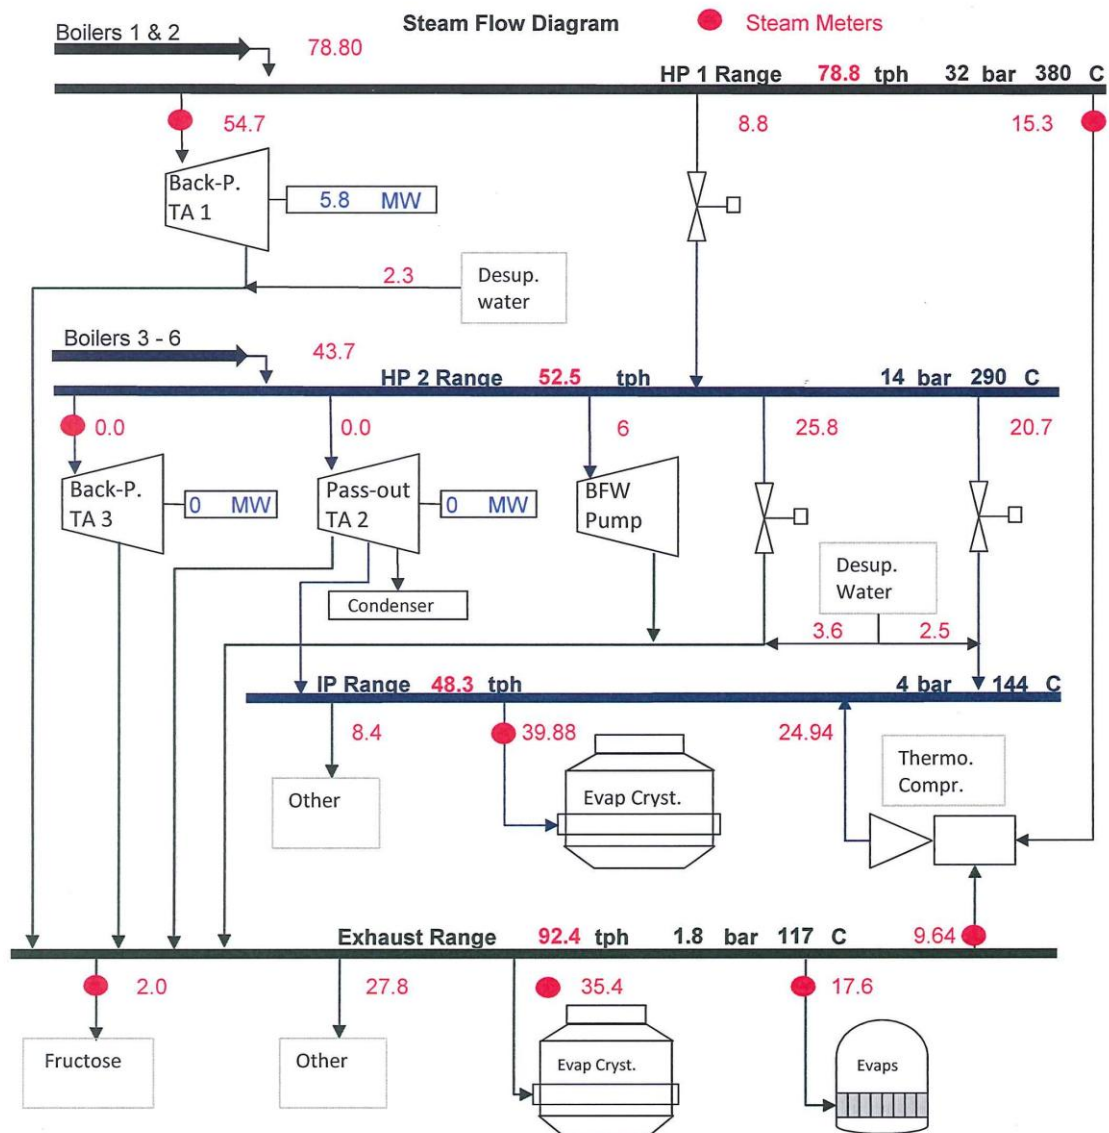 Steam Flow Diagram
Steam Meters
Boilers 1 & 2
78.80
HP 1 Range 78.8 tph 32 bar 380 C
54.7
8.8
15.3
Back-P.
TA 1
5.8 MW
2.3
Desup.
water
Boilers 3 - 6
43.7
HP 2 Range 52.5 tph 14 bar 290 C
0.0
0.0
6
25.8
20.7
Back-P.
TA 3
0 MW
Pass-out
TA 2
0 MW
BFW
Pump
Condenser
Desup.
Water
3.6
2.5
IP Range 48.3 tph 4 bar 144 C
8.4
39.88
24.94
Other
Evap Cryst.
Thermo.
Compr.
Exhaust Range 92.4 tph 1.8 bar 117 C
9.64
2.0
27.8
35.4
17.6
Fructose
Other
Evap Cryst.
Evaps